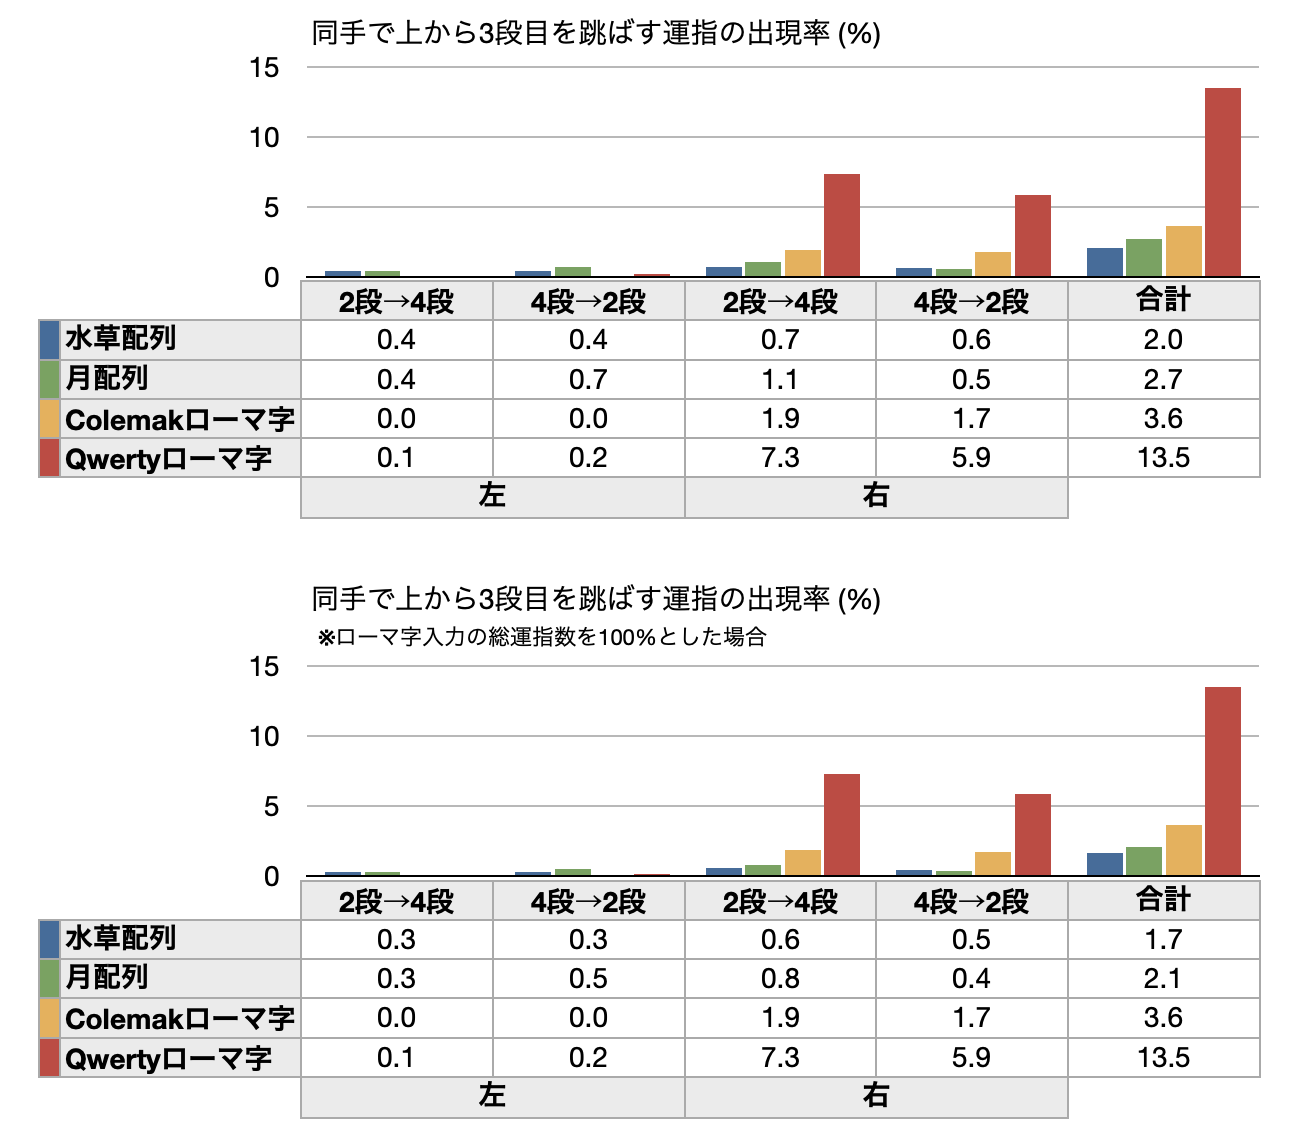 同手で上から3段目を跳ばす運指の出現率 (%)
15
10
5
0
2段→4段 4段→2段 2段→4段 4段→2段 合計
水草配列 0.4 0.4 0.7 0.6 2.0
月配列 0.4 0.7 1.1 0.5 2.7
Colemakローマ字 0.0 0.0 1.9 1.7 3.6
Qwertyローマ字 0.1 0.2 7.3 5.9 13.5
左 右
同手で上から3段目を跳ばす運指の出現率 (%)
※ローマ字入力の総運指数を100%とした場合
15
10
5
0
2段→4段 4段→2段 2段→4段 4段→2段 合計
水草配列 0.3 0.3 0.6 0.5 1.7
月配列 0.3 0.5 0.8 0.4 2.1
Colemakローマ字 0.0 0.0 1.9 1.7 3.6
Qwertyローマ字 0.1 0.2 7.3 5.9 13.5
左 右